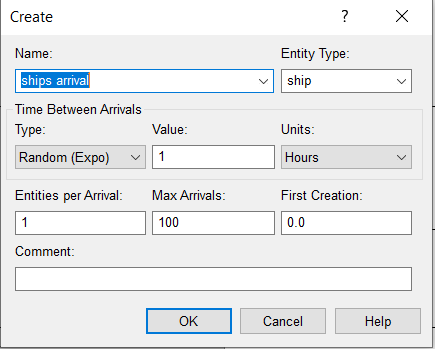 Create ?
Name: Entity Type:
ships arrival ship
Time Between Arrivals
Type: Value: Units:
Random (Expo) 1 Hours
Entities per Arrival: Max Arrivals: First Creation:
1 100 0.0
Comment:
OK Cancel Help